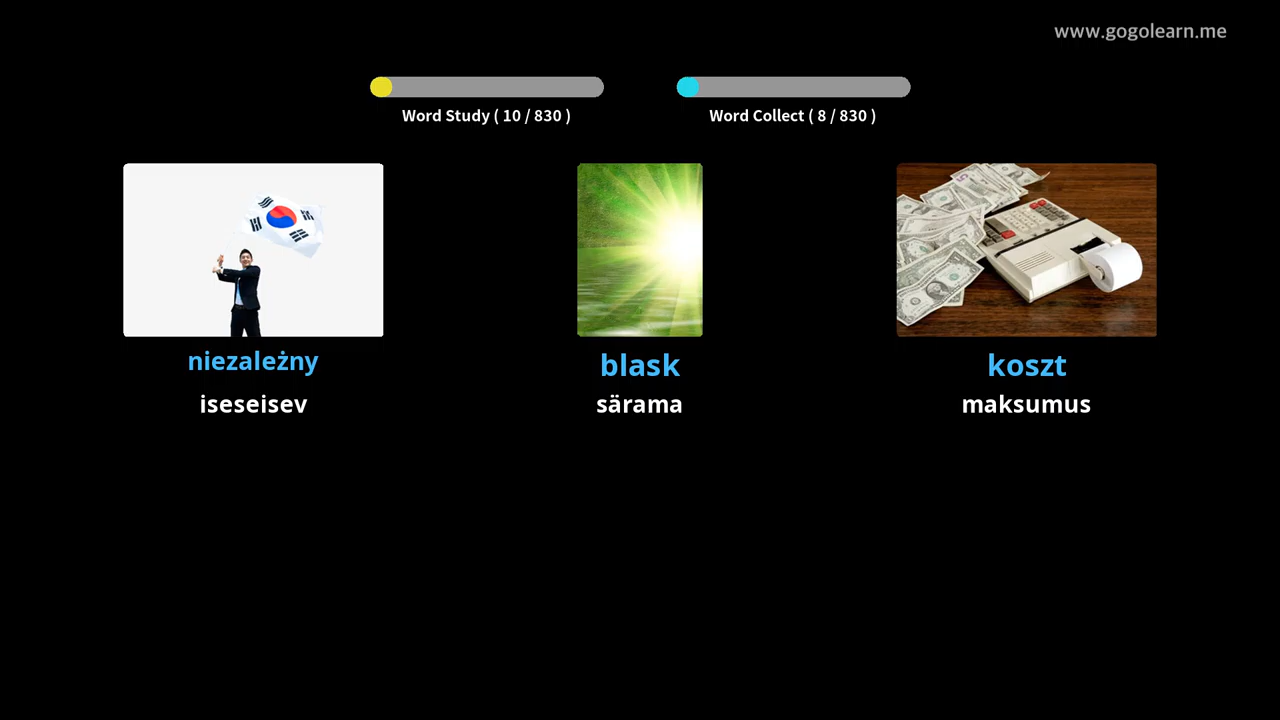 www.gogolearn.me
Word Study ( 10 / 830 )
Word Collect ( 8 / 830 )
niezależny
blask
koszt
iseseisev
särama
maksumus